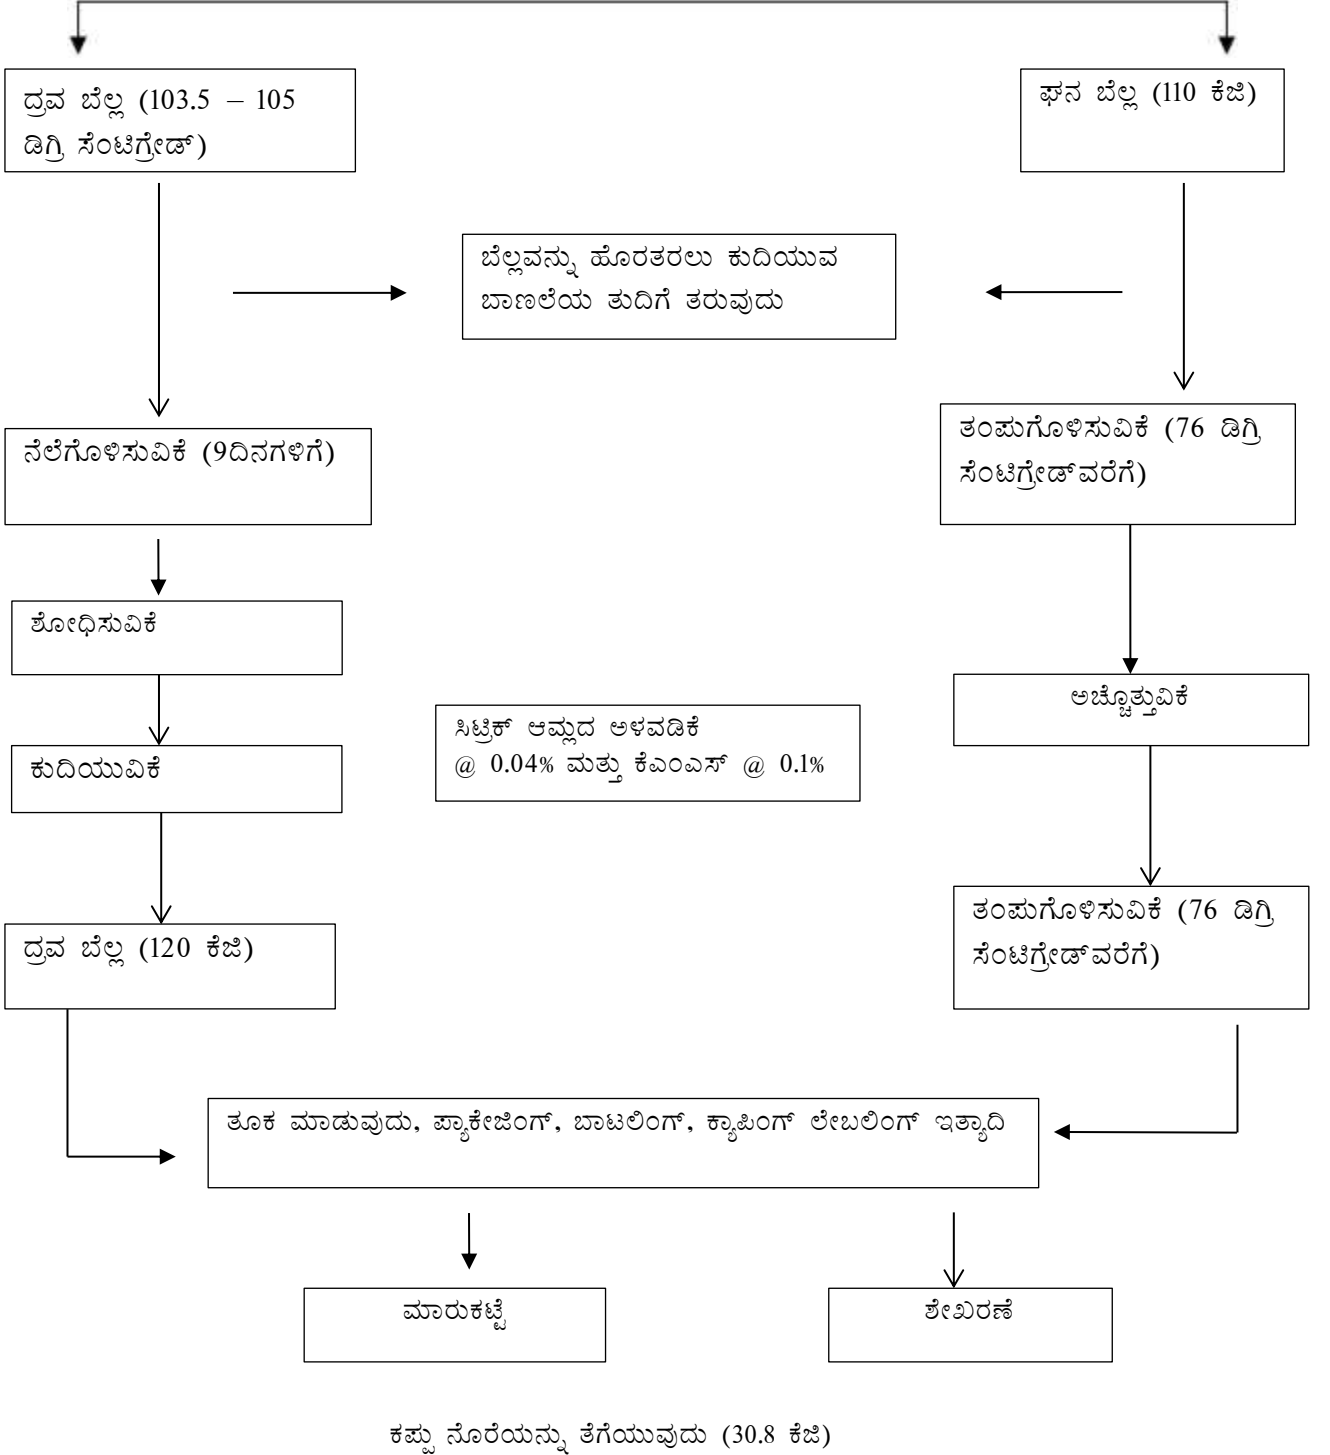 ದ್ರವ ಬೆಲ್ಲ (103.5 – 105
ಡಿಗ್ರಿ ಸೆಂಟಿಗ್ರೇಡ್)
ಘನ ಬೆಲ್ಲ (110 ಕೆಜಿ)
ಬೆಲ್ಲವನ್ನು ಹೊರತರಲು ಕುದಿಯುವ
ಬಾಣಲೆಯ ತುದಿಗೆ ತರುವುದು
ನೆಲೆಗೊಳಿಸುವಿಕೆ (9ದಿನಗಳಿಗೆ)
ತಂಪುಗೊಳಿಸುವಿಕೆ (76 ಡಿಗ್ರಿ
ಸೆಂಟಿಗ್ರೇಡ್‌ವರೆಗೆ)
ಶೋಧಿಸುವಿಕೆ
ಅಚ್ಚೊತ್ತುವಿಕೆ
ಸಿಟ್ರಿಕ್ ಆಮ್ಲದ ಅಳವಡಿಕೆ
@ 0.04% ಮತ್ತು ಕೆಎಂಎಸ್ @ 0.1%
ಕುದಿಯುವಿಕೆ
ದ್ರವ ಬೆಲ್ಲ (120 ಕೆಜಿ)
ತಂಪುಗೊಳಿಸುವಿಕೆ (76 ಡಿಗ್ರಿ
ಸೆಂಟಿಗ್ರೇಡ್‌ವರೆಗೆ)
ತೂಕ ಮಾಡುವುದು, ಪ್ಯಾಕೇಜಿಂಗ್, ಬಾಟಲಿಂಗ್, ಕ್ಯಾಪಿಂಗ್ ಲೇಬಲಿಂಗ್ ಇತ್ಯಾದಿ
ಮಾರುಕಟ್ಟೆ
ಶೇಖರಣೆ
ಕಪ್ಪು ನೊರೆಯನ್ನು ತೆಗೆಯುವುದು (30.8 ಕೆಜಿ)